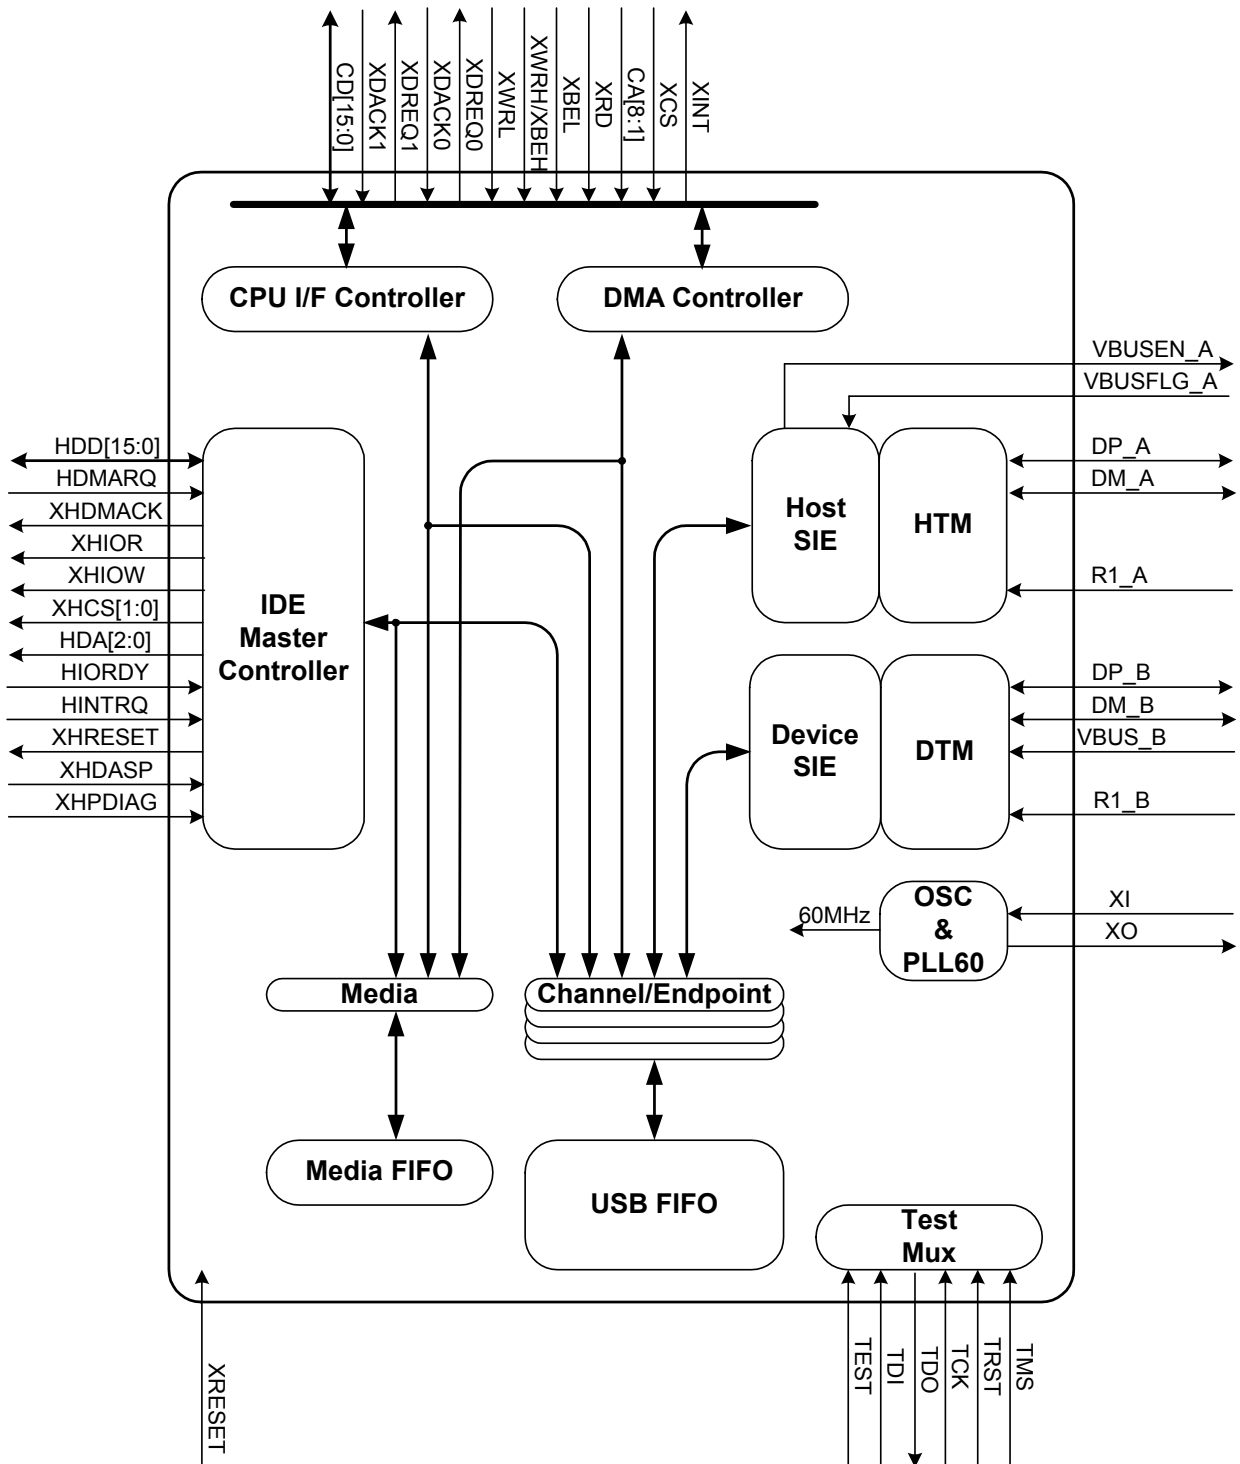 CD[15:0]
XDACK1
XDREQ1
XDACK0
XDREQ0
XWRL
XWRH/XBEH
XBEL
XRD
CA[8:1]
XCS
XINT
CPU I/F Controller
DMA Controller
VBUSEN_A
VBUSFLG_A
HDD[15:0]
HDMARQ
XHDMACK
XHIOR
XHIOW
XHCS[1:0]
HDA[2:0]
HIORDY
HINTRQ
XHRESET
XHDASP
XHPDIAG
IDE
Master
Controller
Host
SIE
HTM
DP_A
DM_A
R1_A
Device
SIE
DTM
DP_B
DM_B
VBUS_B
R1_B
60MHz
OSC
&
PLL60
XI
XO
Media
Channel/Endpoint
Media FIFO
USB FIFO
Test
Mux
XRESET
TEST
TDI
TDO
TCK
TRST
TMS